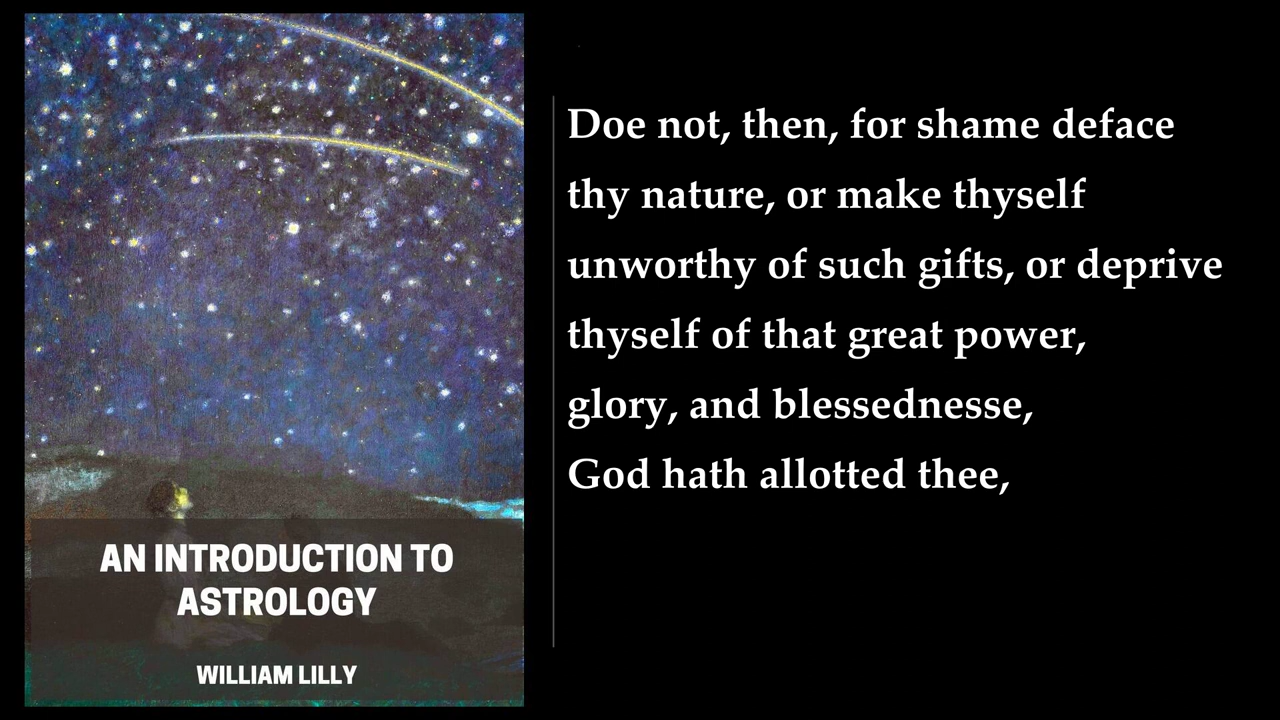 AN INTRODUCTION TO
ASTROLOGY
WILLIAM LILLY
Doe not, then, for shame deface
thy nature, or make thyself
unworthy of such gifts, or deprive
thyself of that great power,
glory, and blessednesse,
God hath allotted thee,